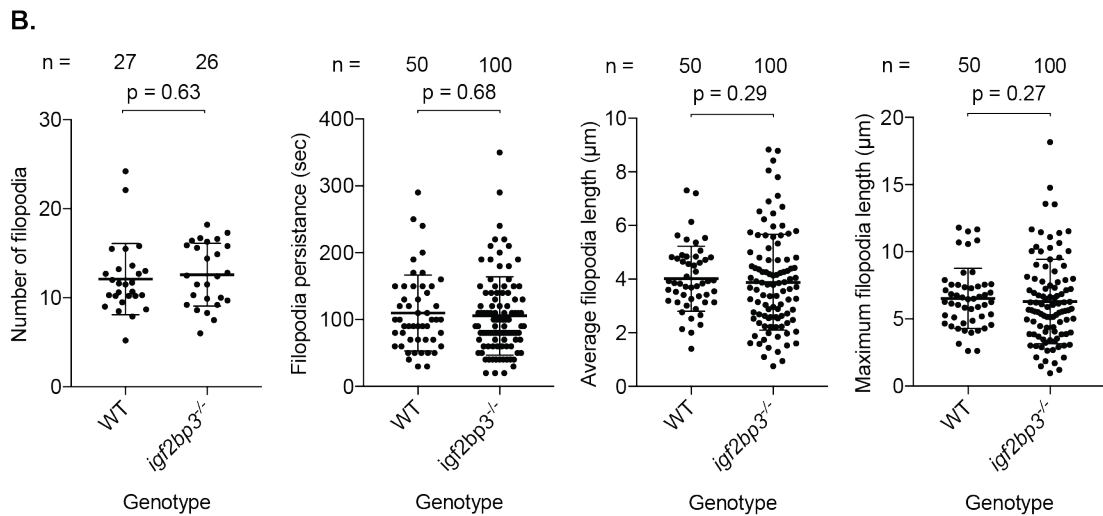 B.
n = 27 26
p = 0.63
Number of filopodia
30
20
10
0
WT
igf2bp3-/-
Genotype
n = 50 100
p = 0.68
Filopodia persistance (sec)
400
300
200
100
0
WT
igf2bp3-/-
Genotype
n = 50 100
p = 0.29
Average filopodia length (µm)
10
8
6
4
2
0
WT
igf2bp3-/-
Genotype
n = 50 100
p = 0.27
Maximum filopodia length (µm)
20
15
10
5
0
WT
igf2bp3-/-
Genotype